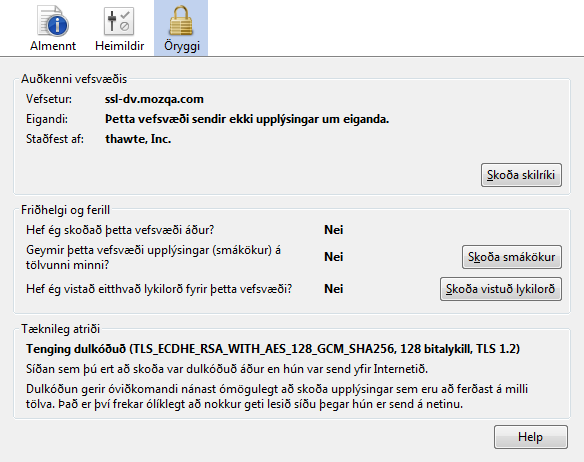 Almennt Heimildir Öryggi
Auðkenni vefsvæðis
Vefsetur: ssl-dv.mozqa.com
Eigandi: Þetta vefsvæði sendir ekki upplýsingar um eiganda.
Staðfest af: thawte, Inc.
Skoða skilríki
Friðhelgi og ferill
Hef ég skoðað þetta vefsvæði áður? Nei
Geymir þetta vefsvæði upplýsingar (smákökur) á
tölvunni minni? Nei Skoða smákökur
Hef ég vistað eitthvað lykilorð fyrir þetta vefsvæði? Nei Skoða vistuð lykilorð
Tæknileg atriði
Tenging dulkóðuð (TLS_ECDHE_RSA_WITH_AES_128_GCM_SHA256, 128 bitalykill, TLS 1.2)
Síðan sem þú ert að skoða var dulkóðuð áður en hún var send yfir Internetið.
Dulkóðun gerir óviðkomandi nánast ómögulegt að skoða upplýsingar sem eru að ferðast á milli
tölva. Það er því frekar ólíklegt að nokkur geti lesið síðu þegar hún er send á netinu.
Help